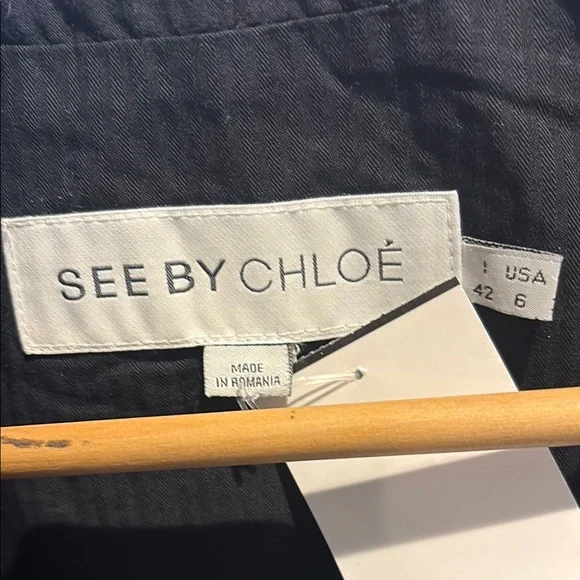 SEE BY CHLOÉ
I USA
42 6
MADE
IN ROMANIA